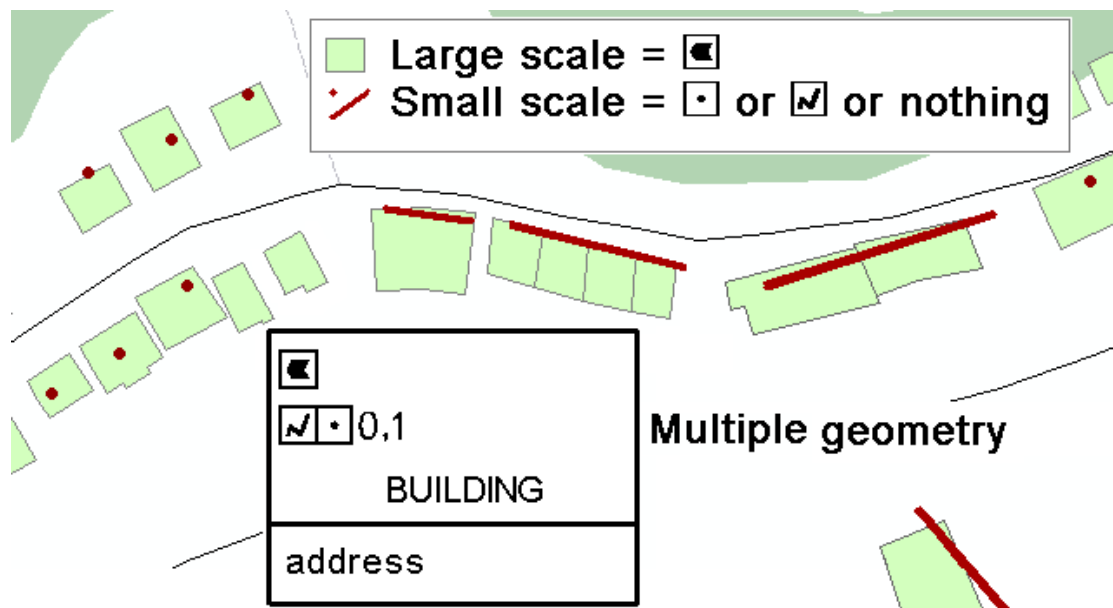 Large scale =
Small scale = or or nothing
0,1
Multiple geometry
BUILDING
address